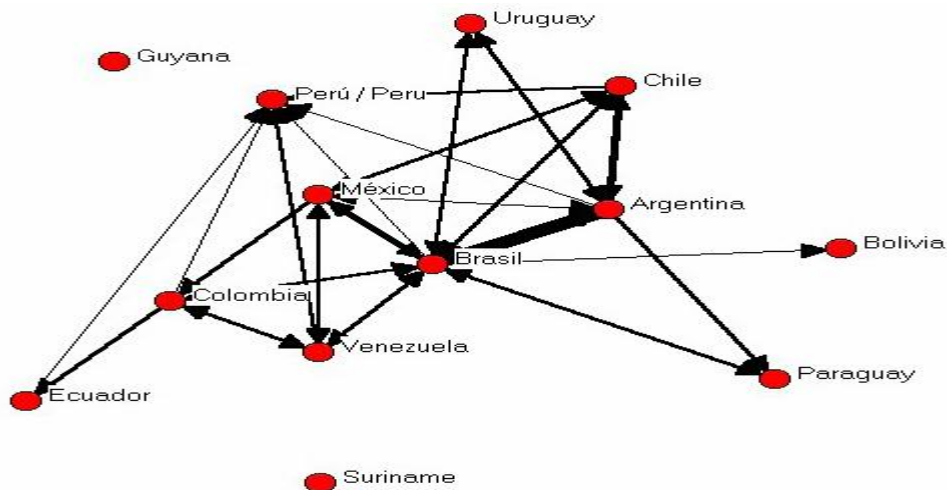 Uruguay
Guyana
Chile
Perú / Peru
México
Argentina
Bolivia
Brasil
Colombia
Venezuela
Paraguay
Ecuador
Suriname